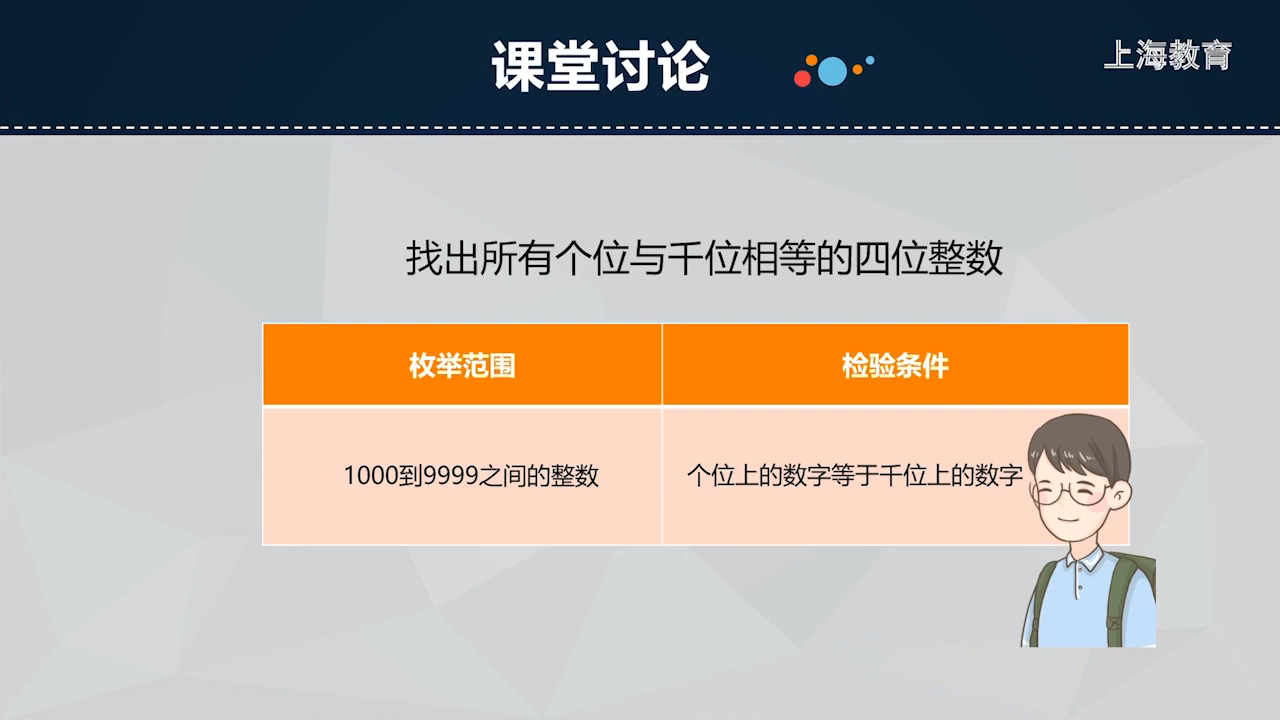 课堂讨论
上海教育
找出所有个位与千位相等的四位整数
枚举范围
检验条件
1000到9999之间的整数
个位上的数字等于千位上的数字